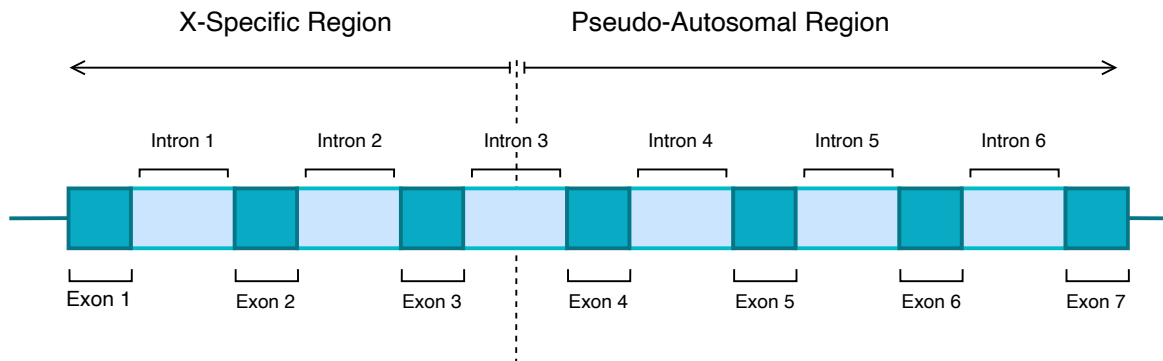 X-Specific Region Pseudo-Autosomal Region
Intron 1 Intron 2 Intron 3 Intron 4 Intron 5 Intron 6
Exon 1 Exon 2 Exon 3 Exon 4 Exon 5 Exon 6 Exon 7